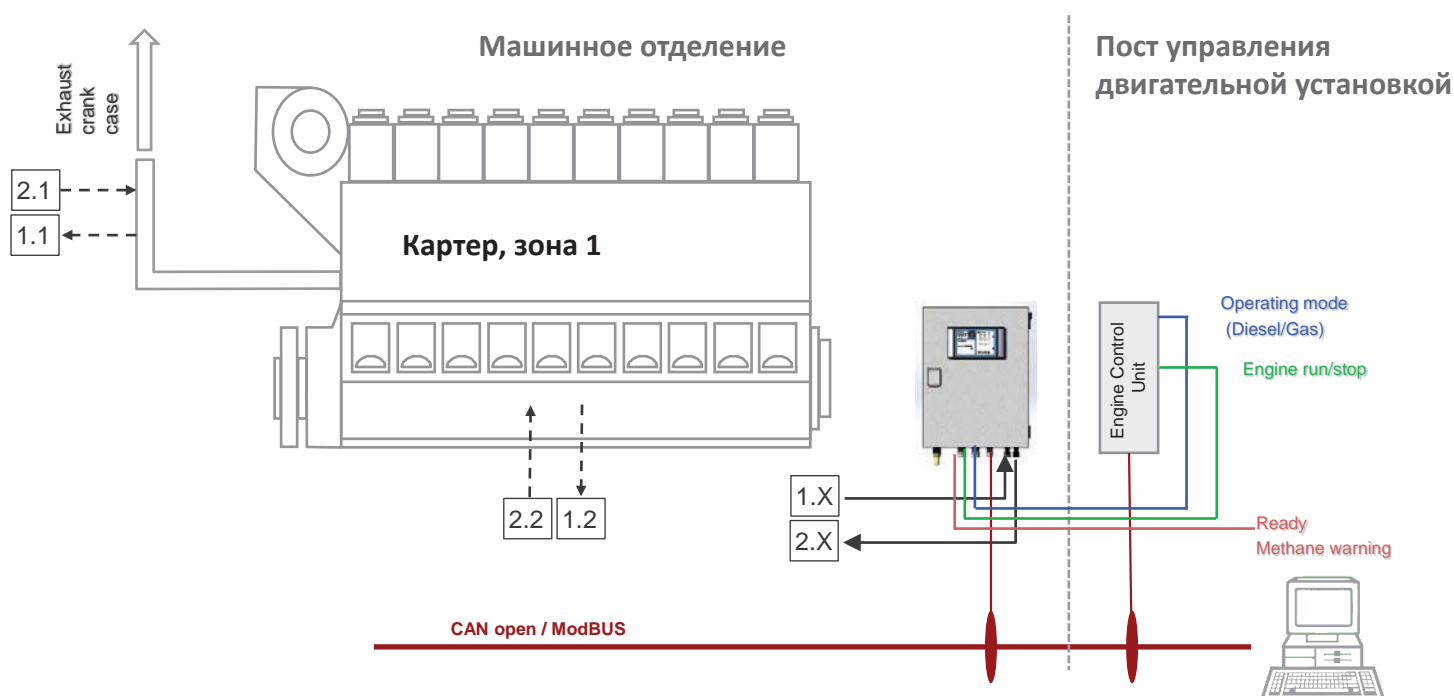 Машинное отделение
Пост управления
двигательной установкой
Exhaust
crank
case
2.1
1.1
Картер, зона 1
Operating mode
(Diesel/Gas)
Engine run/stop
Engine Control
Unit
2.2
1.2
1.X
2.X
Ready
Methane warning
CAN open / ModBUS